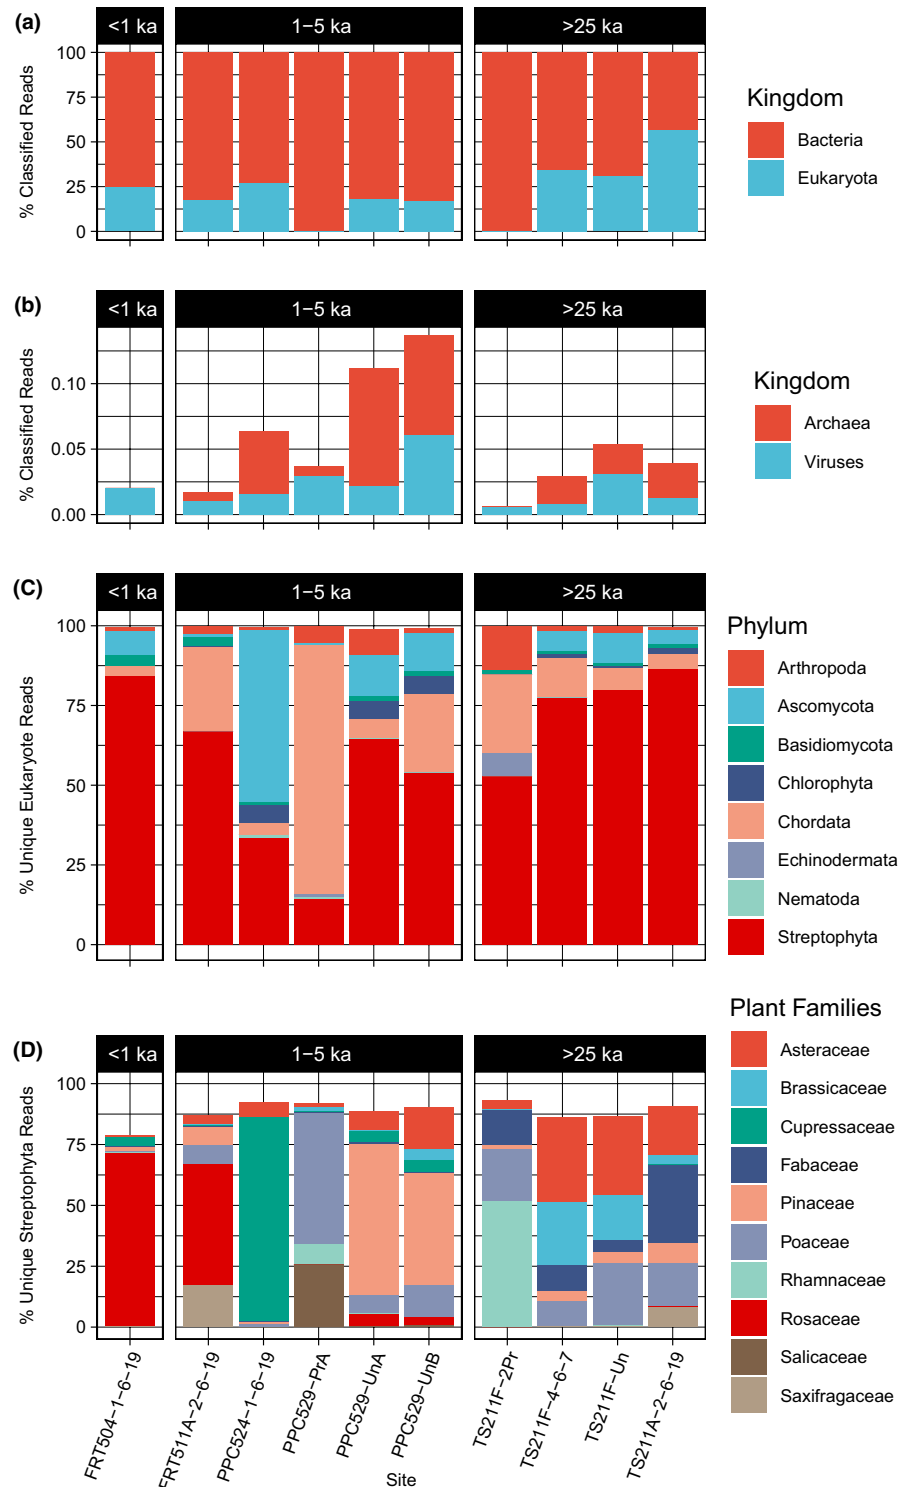 (a)
<1 ka
1−5 ka
>25 ka
% Classified Reads
100
75
50
25
0
Kingdom
Bacteria
Eukaryota
(b)
<1 ka
1−5 ka
>25 ka
% Classified Reads
0.10
0.05
0.00
Kingdom
Archaea
Viruses
(C)
<1 ka
1−5 ka
>25 ka
% Unique Eukaryote Reads
100
75
50
25
0
Phylum
Arthropoda
Ascomycota
Basidiomycota
Chlorophyta
Chordata
Echinodermata
Nematoda
Streptophyta
(D)
<1 ka
1−5 ka
>25 ka
% Unique Streptophyta Reads
100
75
50
25
0
Plant Families
Asteraceae
Brassicaceae
Cupressaceae
Fabaceae
Pinaceae
Poaceae
Rhamnaceae
Rosaceae
Salicaceae
Saxifragaceae
FRT504−1−6−19
FRT511A−2−6−19
PPC524−1−6−19
PPC529−PrA
PPC529−UnA
PPC529−UnB
TS211F−2Pr
TS211F−4−6−7
TS211F−Un
TS211A−2−6−19
Site